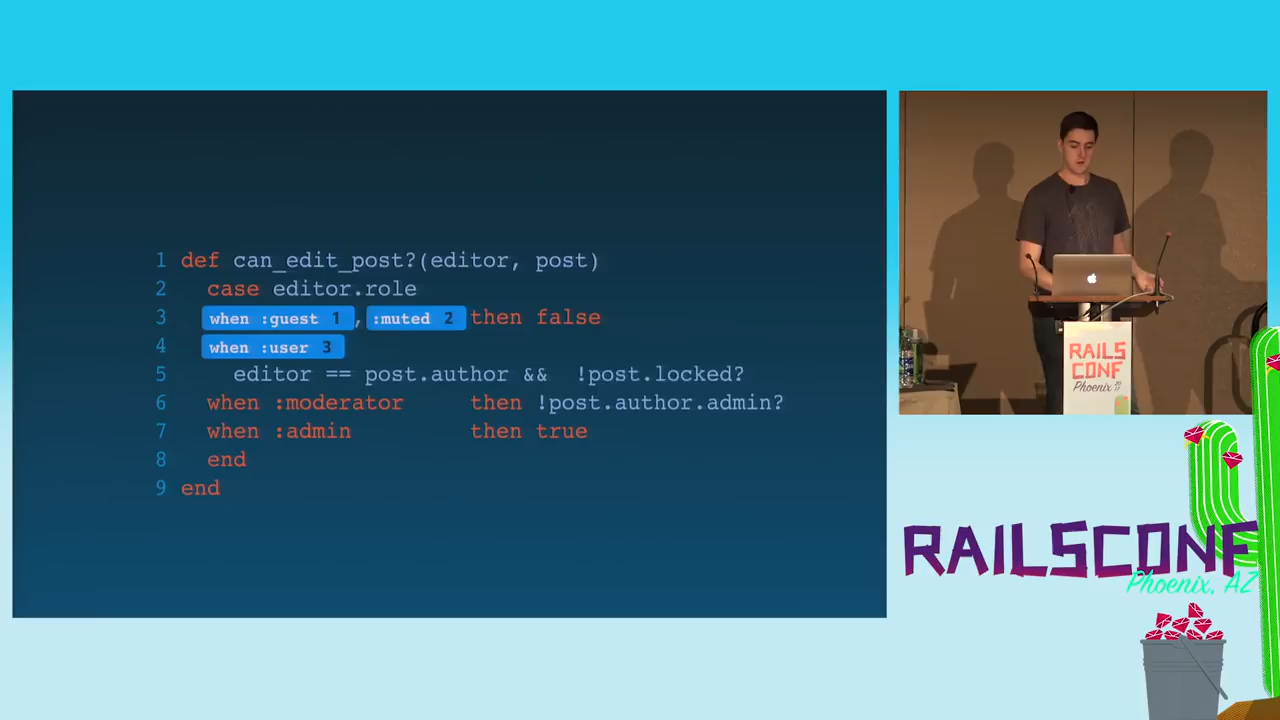 1 def can_edit_post?(editor, post)
2 case editor.role
3 when :guest 1 , :muted 2 then false
4 when :user 3
5 editor == post.author && !post.locked?
6 when :moderator then !post.author.admin?
7 when :admin then true
8 end
9 end
RAILS
CONF
Phoenix 2017
RAILSCONF
Phoenix, AZ